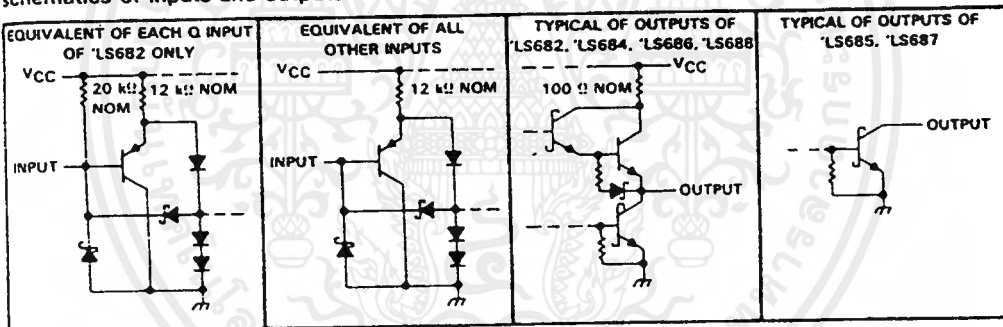 schematics of inputs and outputs
EQUIVALENT OF EACH Q INPUT
OF 'LS682 ONLY
VCC
20 kΩ
NOM
12 kΩ NOM
INPUT
EQUIVALENT OF ALL
OTHER INPUTS
VCC
12 kΩ NOM
INPUT
TYPICAL OF OUTPUTS OF
'LS682, 'LS684, 'LS686, 'LS688
VCC
100 Ω NOM
OUTPUT
TYPICAL OF OUTPUTS OF
'LS685, 'LS687
OUTPUT